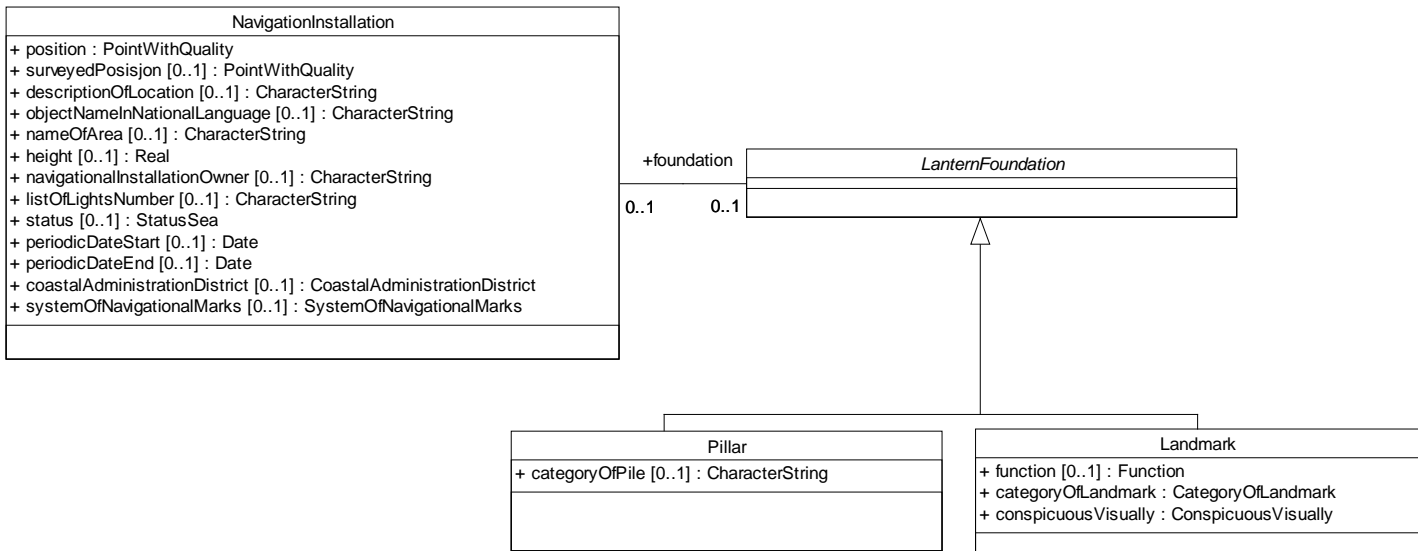 NavigationInstallation
+ position : PointWithQuality
+ surveyedPosisjon [0..1] : PointWithQuality
+ descriptionOfLocation [0..1] : CharacterString
+ objectNameInNationalLanguage [0..1] : CharacterString
+ nameOfArea [0..1] : CharacterString
+ height [0..1] : Real
+ navigationalInstallationOwner [0..1] : CharacterString
+ listOfLightsNumber [0..1] : CharacterString
+ status [0..1] : StatusSea
+ periodicDateStart [0..1] : Date
+ periodicDateEnd [0..1] : Date
+ coastalAdministrationDistrict [0..1] : CoastalAdministrationDistrict
+ systemOfNavigationalMarks [0..1] : SystemOfNavigationalMarks
+foundation
0..1 0..1
LanternFoundation
Pillar
+ categoryOfPile [0..1] : CharacterString
Landmark
+ function [0..1] : Function
+ categoryOfLandmark : CategoryOfLandmark
+ conspicuousVisually : ConspicuousVisually